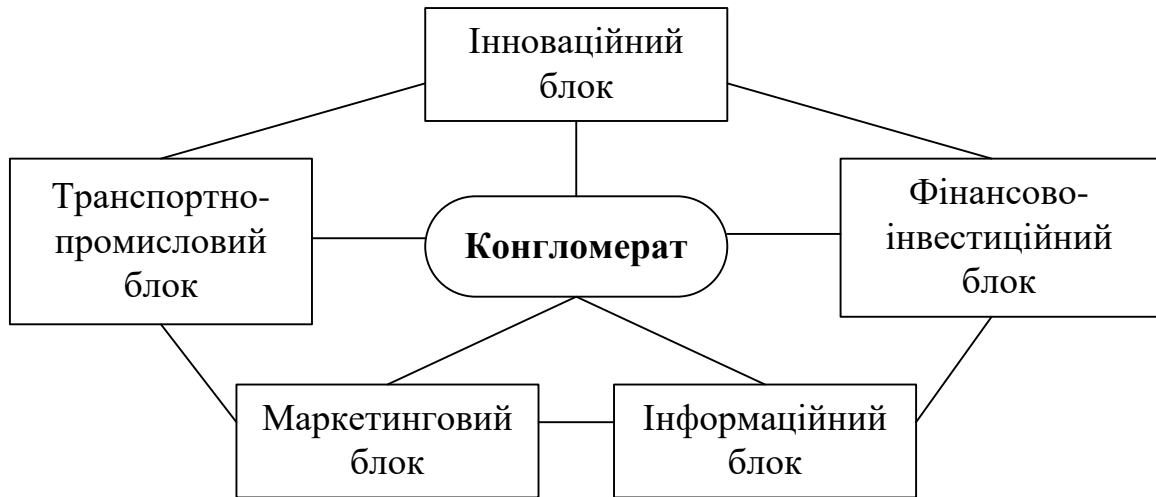 Інноваційний
блок
Транспортно-
промисловий
блок
Конгломерат
Фінансово-
інвестиційний
блок
Маркетинговий
блок
Інформаційний
блок